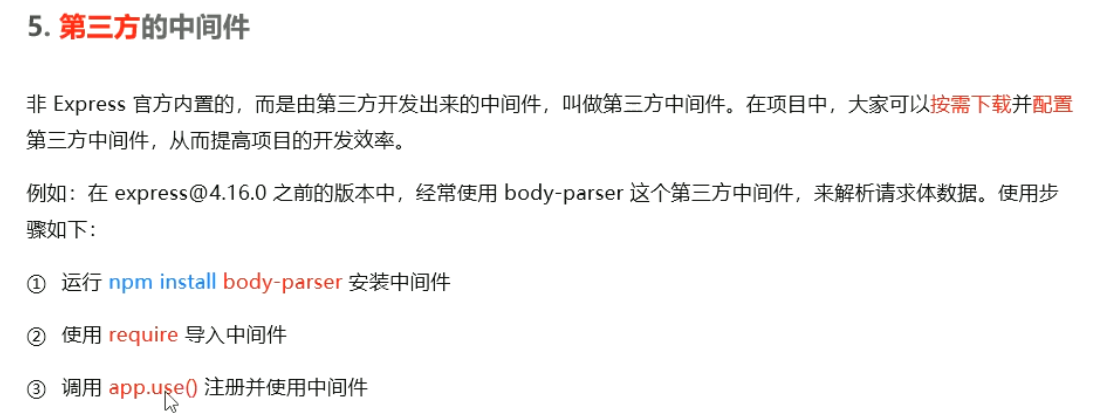 5. 第三方的中间件
非 Express 官方内置的，而是由第三方开发出来的中间件，叫做第三方中间件。在项目中，大家可以按需下载并配置
第三方中间件，从而提高项目的开发效率。
例如：在 express@4.16.0 之前的版本中，经常使用 body-parser 这个第三方中间件，来解析请求体数据。使用步
骤如下：
① 运行 npm install body-parser 安装中间件
② 使用 require 导入中间件
③ 调用 app.use() 注册并使用中间件